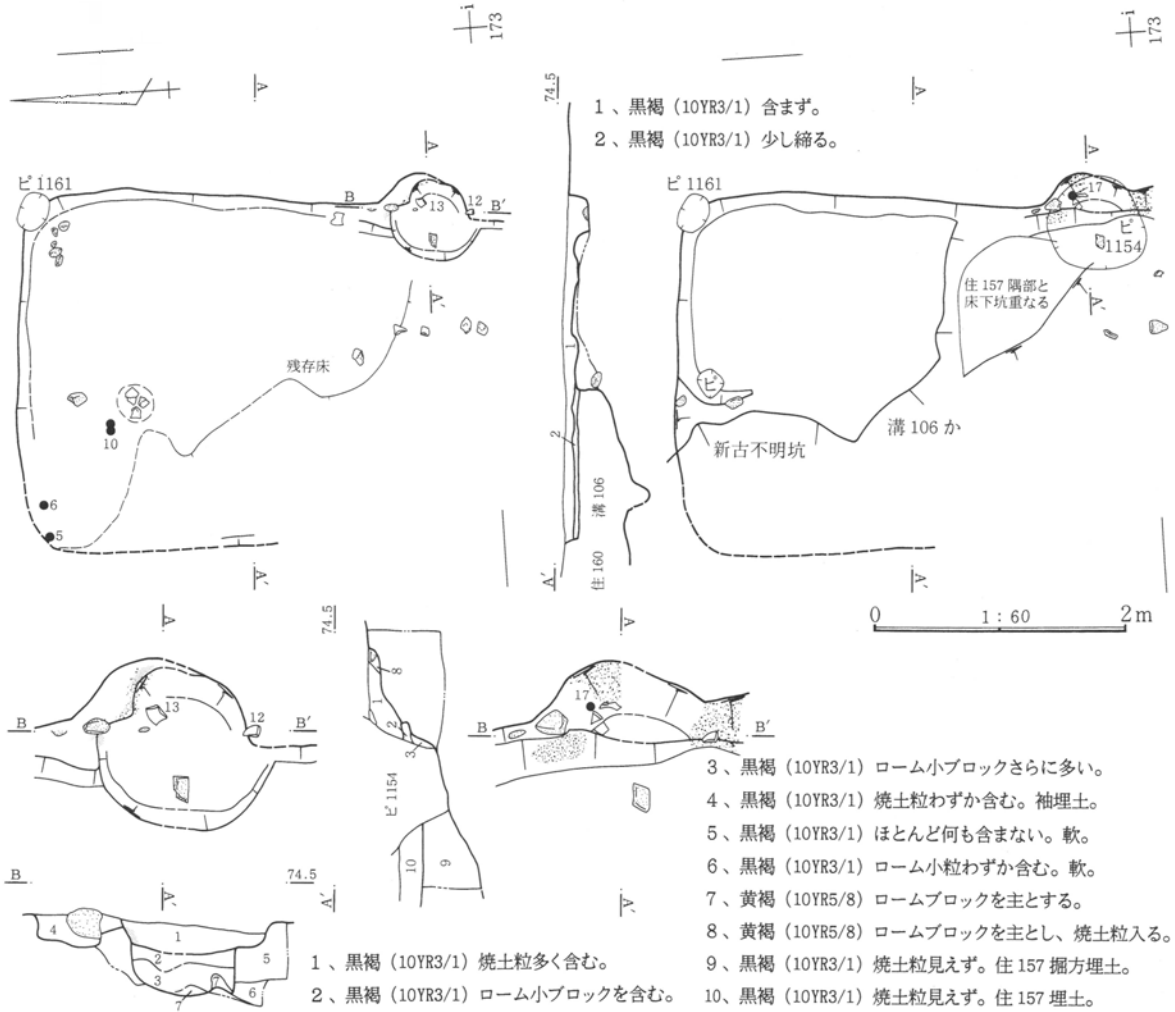 i
173
i
173
A
74.5
A
1、黒褐（10YR3/1）含まず。
2、黒褐（10YR3/1）少し締る。
A
A
ピ1161
B
13
12
B'
ピ1161
17
ピ
1154
A'
住157隅部と
床下坑重なる
A'
1
残存床
ピ
10
2
溝106か
新古不明坑
6
5
溝106
住160
A'
A'
A'
0
1：60
2m
A
74.5
A
B
13
12
B'
8
1
2
3
17
B
B'
ピ1154
10
9
3、黒褐（10YR3/1）ローム小ブロックさらに多い。
4、黒褐（10YR3/1）焼土粒わずか含む。袖埋土。
5、黒褐（10YR3/1）ほとんど何も含まない。軟。
6、黒褐（10YR3/1）ローム小粒わずか含む。軟。
7、黄褐（10YR5/8）ロームブロックを主とする。
8、黄褐（10YR5/8）ロームブロックを主とし、焼土粒入る。
9、黒褐（10YR3/1）焼土粒見えず。住157掘方埋土。
10、黒褐（10YR3/1）焼土粒見えず。住157埋土。
B
A'
74.5
A'
A'
4
1
2
3
5
7
6
7
1、黒褐（10YR3/1）焼土粒多く含む。
2、黒褐（10YR3/1）ローム小ブロックを含む。